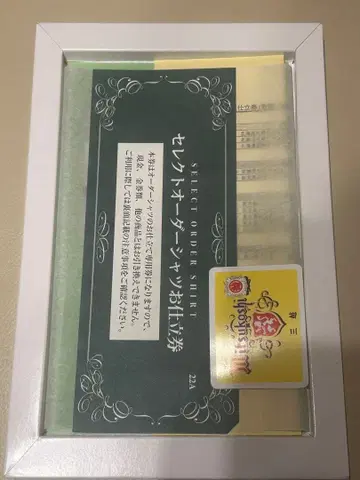 SELECT ORDER SHIRT
セレクトオーダーシャツお仕立券
本券はオーダーシャツのお仕立て専用券になりますので、
現金、金券類、他の商品とはお引き換えできません。
ご利用に際しては裏面記載の注意事項をご確認ください。
22A